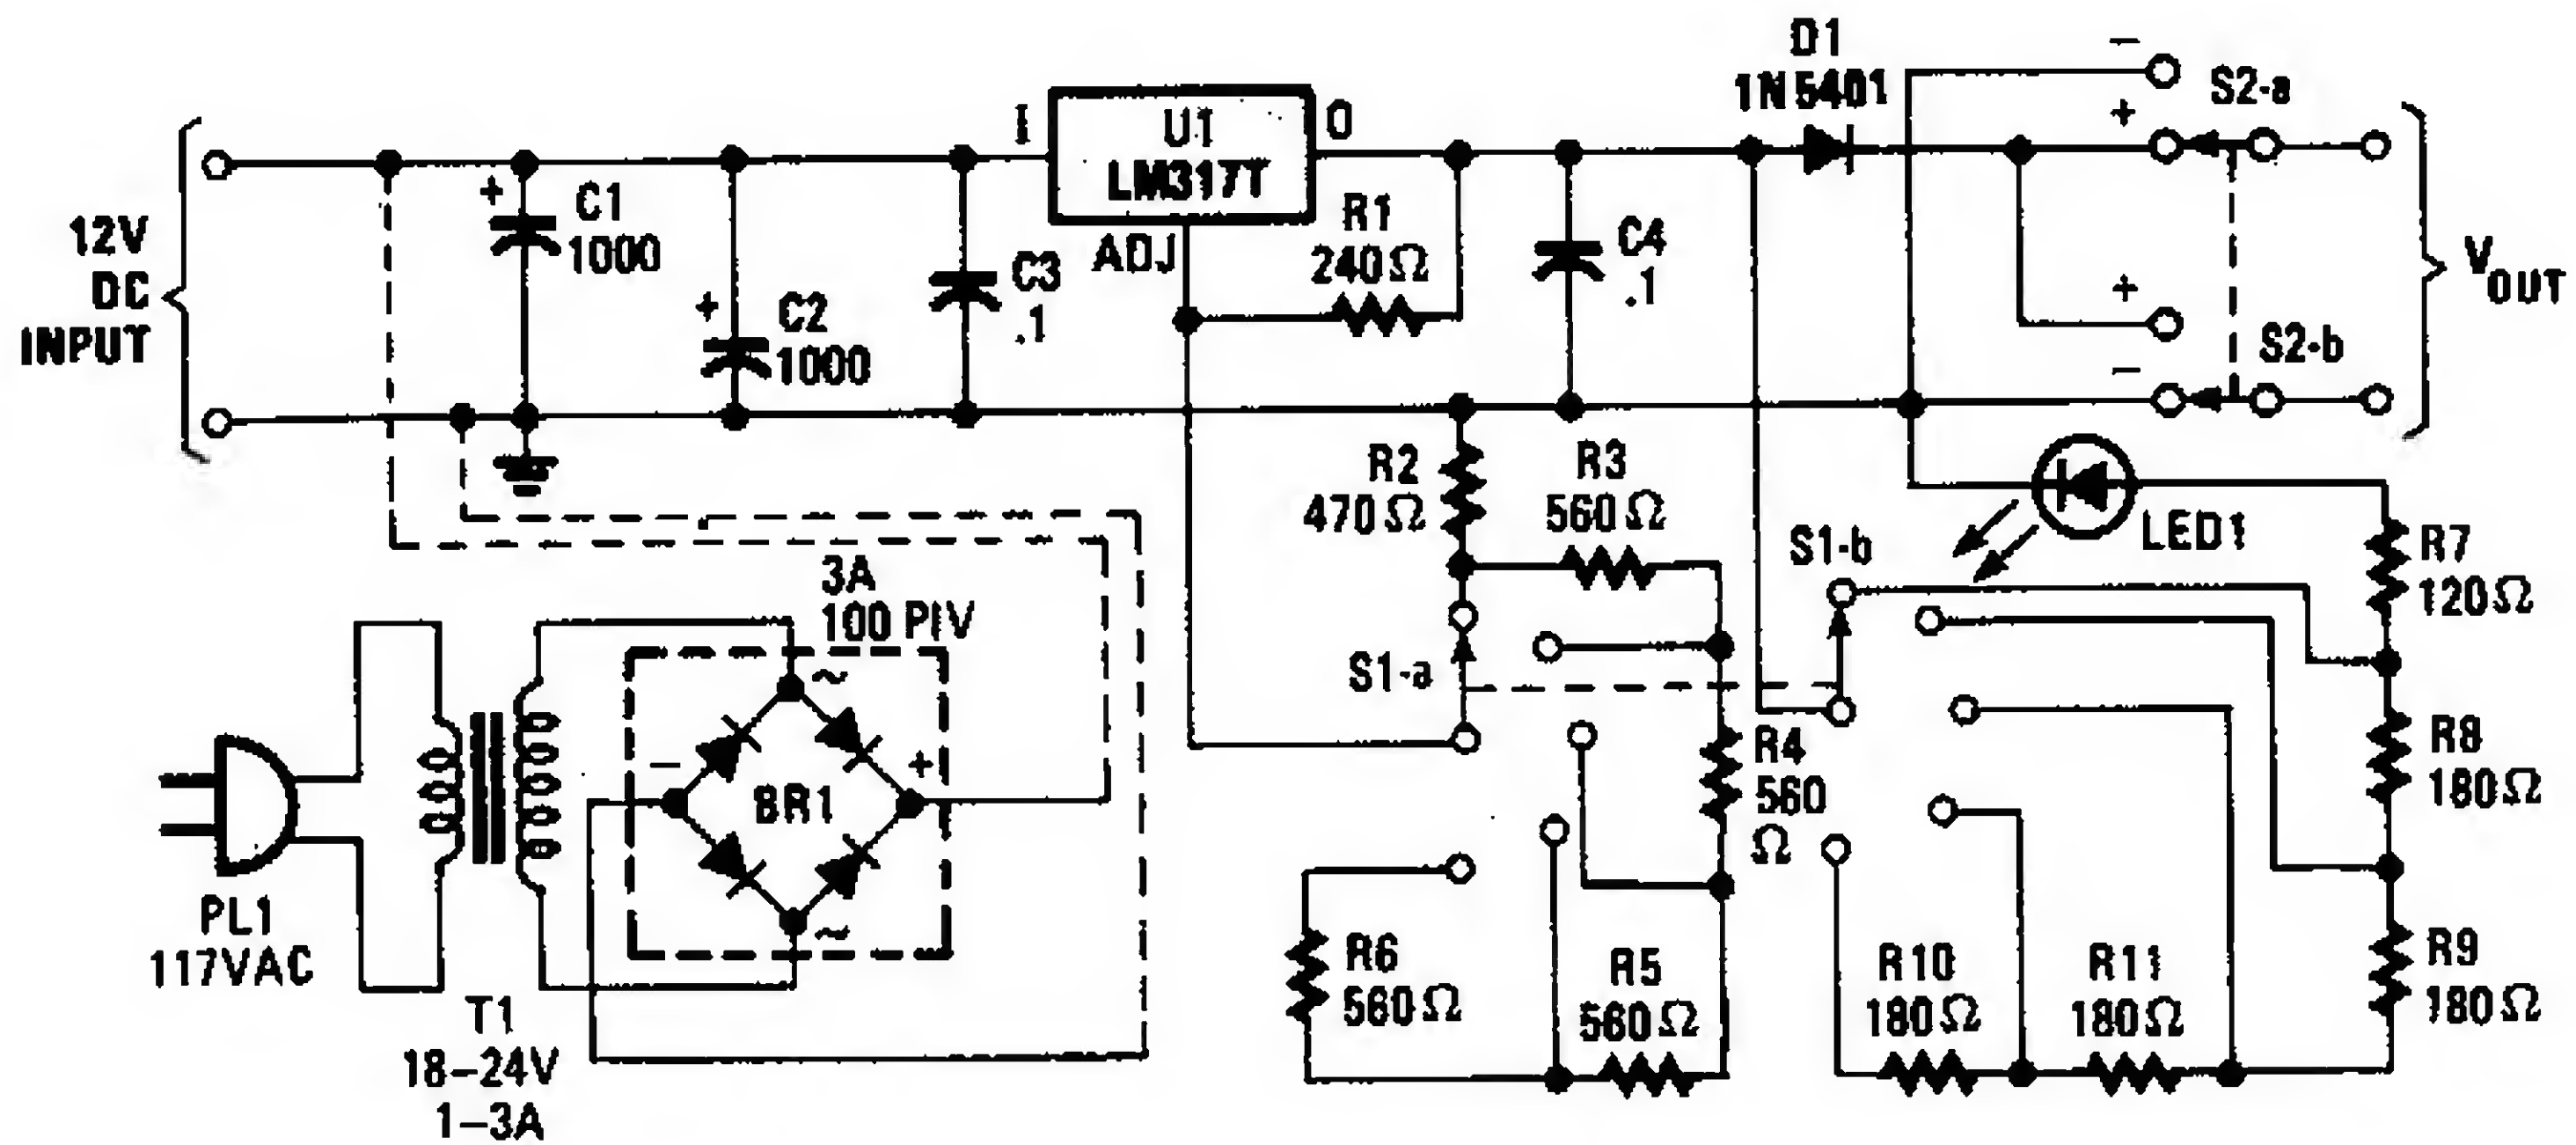 12V
DC
INPUT
+
C1
1000
+
C2
1000
C3
.1
I
U1
LM317T
O
ADJ
R1
240Ω
C4
.1
D1
1N5401
−
+
S2-a
+
−
S2-b
VOUT
R2
470Ω
R3
560Ω
S1-a
S1-b
LED1
R7
120Ω
R4
560
Ω
R8
180Ω
R6
560Ω
R5
560Ω
R10
180Ω
R11
180Ω
R9
180Ω
3A
100 PIV
~
−
BR1
+
~
PL1
117VAC
T1
18–24V
1–3A